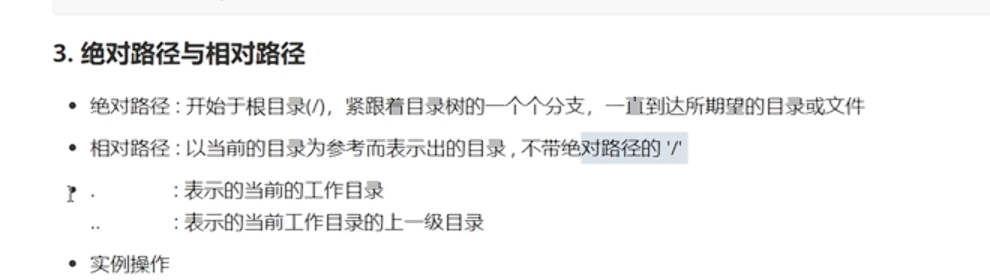 3. 绝对路径与相对路径
• 绝对路径 : 开始于根目录(/)，紧跟着目录树的一个个分支，一直到达所期望的目录或文件
• 相对路径 : 以当前的目录为参考而表示出的目录 , 不带绝对路径的 '/'
• . : 表示的当前的工作目录
.. : 表示的当前工作目录的上一级目录
• 实例操作